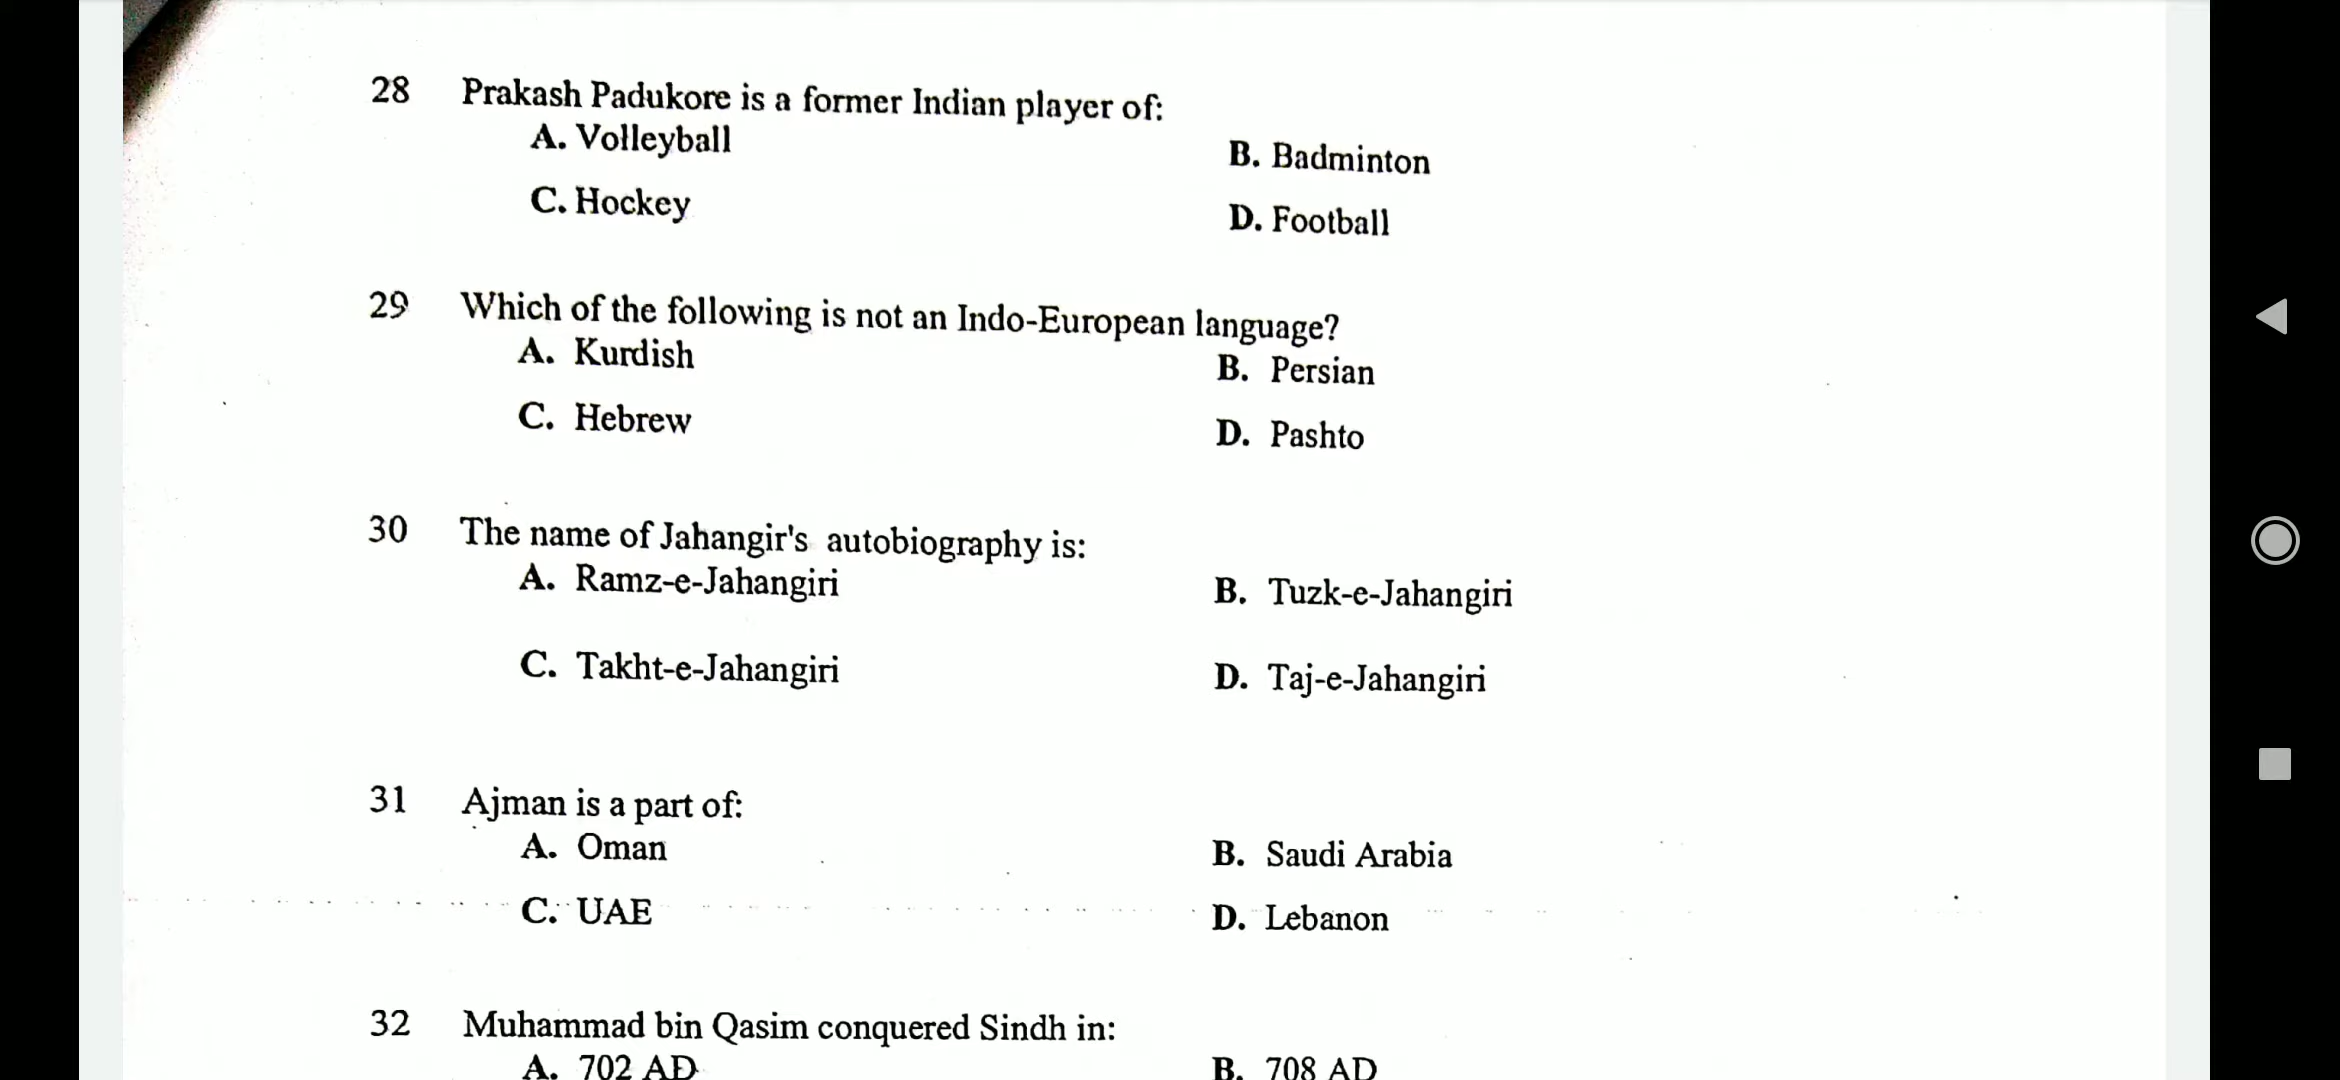 28 Prakash Padukore is a former Indian player of:
A. Volleyball
B. Badminton
C. Hockey
D. Football
29 Which of the following is not an Indo-European language?
A. Kurdish
B. Persian
C. Hebrew
D. Pashto
30 The name of Jahangir's autobiography is:
A. Ramz-e-Jahangiri
B. Tuzk-e-Jahangiri
C. Takht-e-Jahangiri
D. Taj-e-Jahangiri
31 Ajman is a part of:
A. Oman
B. Saudi Arabia
C. UAE
D. Lebanon
32 Muhammad bin Qasim conquered Sindh in:
A. 702 AD
B. 708 AD